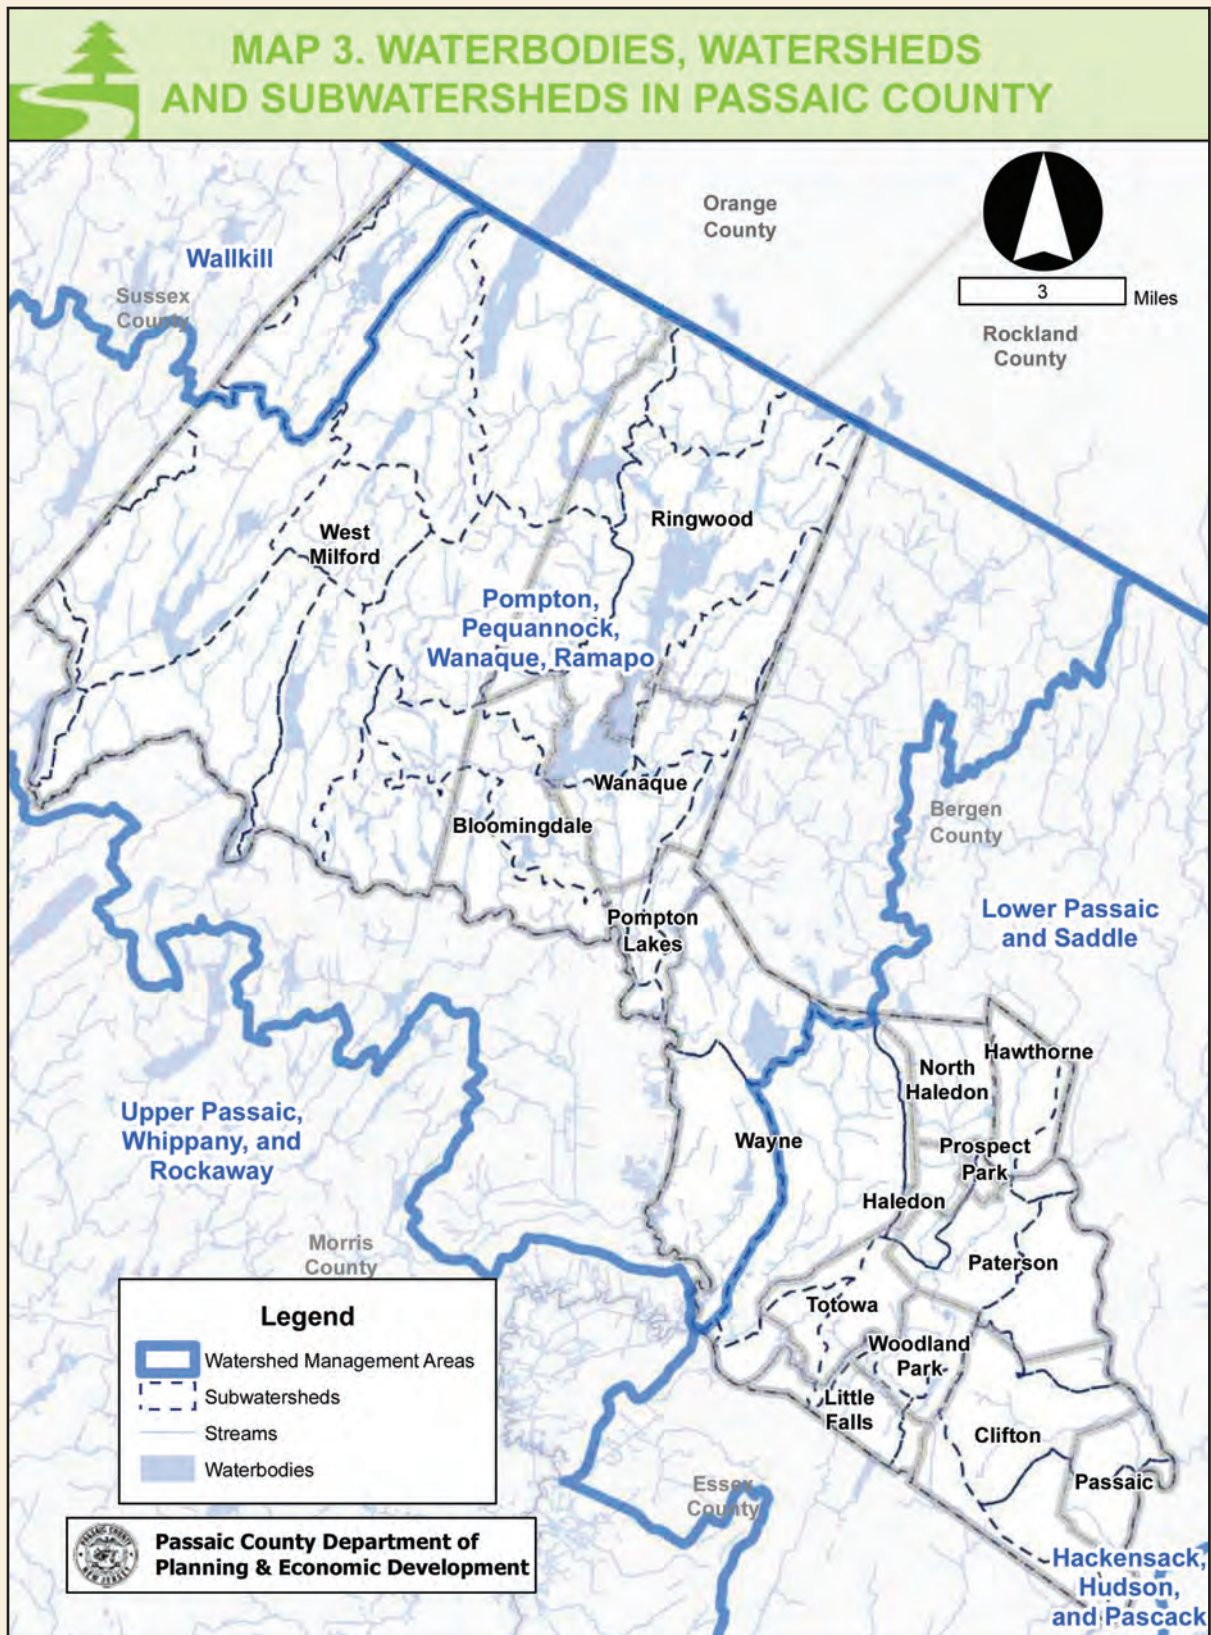 MAP 3. WATERBODIES, WATERSHEDS
AND SUBWATERSHEDS IN PASSAIC COUNTY
Orange
County
Wallkill
Sussex
County
3
Miles
Rockland
County
West
Milford
Ringwood
Pompton,
Pequannock,
Wanaque, Ramapo
Wanaque
Bloomingdale
Bergen
County
Pompton
Lakes
Lower Passaic
and Saddle
Hawthorne
North
Haledon
Upper Passaic,
Whippany, and
Rockaway
Wayne
Prospect
Park
Haledon
Morris
County
Paterson
Totowa
Woodland
Park
Little
Falls
Clifton
Passaic
Essex
County
Hackensack,
Hudson,
and Pascack
Legend
Watershed Management Areas
Subwatersheds
Streams
Waterbodies
PASSAIC COUNTY
NEW JERSEY
Passaic County Department of
Planning & Economic Development